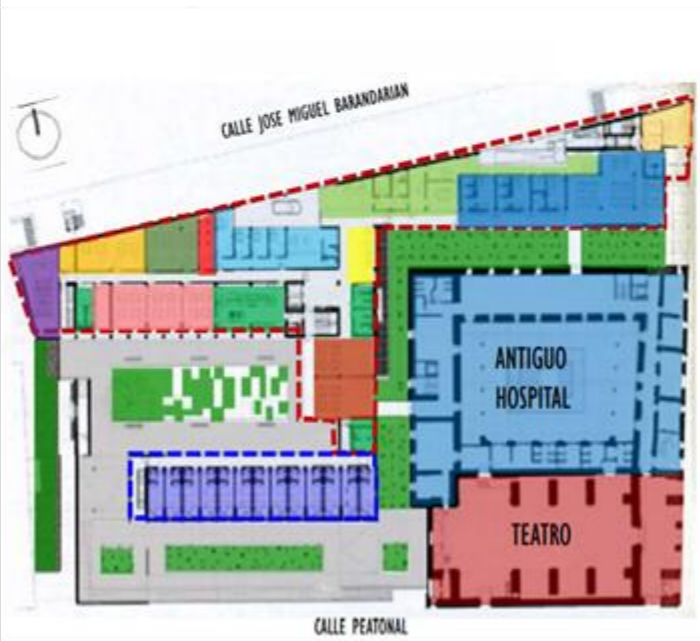 CALLE JOSE MIGUEL BARANDARIAN
ANTIGUO
HOSPITAL
TEATRO
CALLE PEATONAL